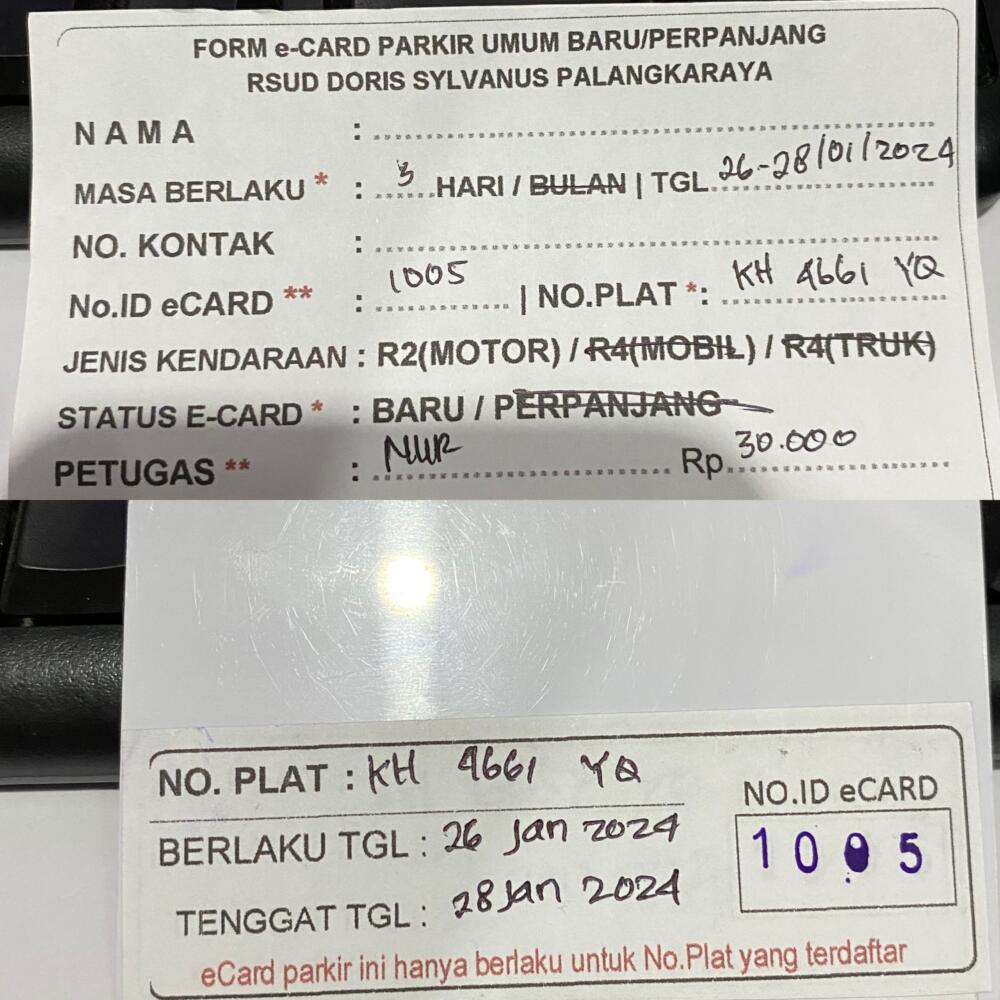 FORM e-CARD PARKIR UMUM BARU/PERPANJANG
RSUD DORIS SYLVANUS PALANGKARAYA
NAMA :
MASA BERLAKU * : 3 HARI / BULAN | TGL 26-28/01/2024
NO. KONTAK :
No.ID eCARD ** : 1005 | NO.PLAT *: KH 4661 YQ
JENIS KENDARAAN : R2(MOTOR) / R4(MOBIL) / R4(TRUK)
STATUS E-CARD * : BARU / PERPANJANG
PETUGAS ** : NUR Rp 30.000
NO. PLAT : KH 4661 YQ
BERLAKU TGL : 26 Jan 2024
TENGGAT TGL : 28 Jan 2024
NO.ID eCARD
1005
eCard parkir ini hanya berlaku untuk No.Plat yang terdaftar